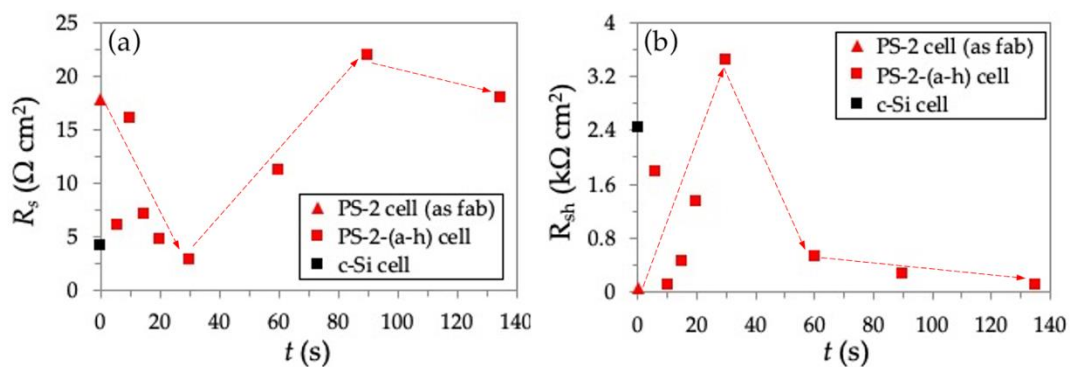 (a)
25
20
15
10
5
0
R_s (Ω cm²)
PS-2 cell (as fab)
PS-2-(a-h) cell
c-Si cell
0 20 40 60 80 100 120 140
t (s)
(b)
4
3.2
2.4
1.6
0.8
0
R_sh (kΩ cm²)
PS-2 cell (as fab)
PS-2-(a-h) cell
c-Si cell
0 20 40 60 80 100 120 140
t (s)